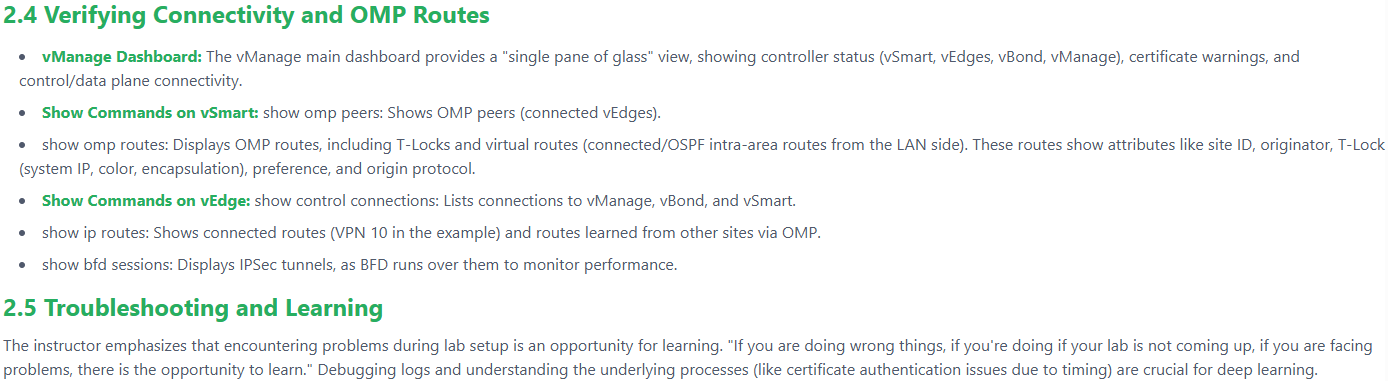 2.4 Verifying Connectivity and OMP Routes
• vManage Dashboard: The vManage main dashboard provides a "single pane of glass" view, showing controller status (vSmart, vEdges, vBond, vManage), certificate warnings, and
control/data plane connectivity.
• Show Commands on vSmart: show omp peers: Shows OMP peers (connected vEdges).
• show omp routes: Displays OMP routes, including T-Locks and virtual routes (connected/OSPF intra-area routes from the LAN side). These routes show attributes like site ID, originator, T-Lock
(system IP, color, encapsulation), preference, and origin protocol.
• Show Commands on vEdge: show control connections: Lists connections to vManage, vBond, and vSmart.
• show ip routes: Shows connected routes (VPN 10 in the example) and routes learned from other sites via OMP.
• show bfd sessions: Displays IPSec tunnels, as BFD runs over them to monitor performance.
2.5 Troubleshooting and Learning
The instructor emphasizes that encountering problems during lab setup is an opportunity for learning. "If you are doing wrong things, if you're doing if your lab is not coming up, if you are facing
problems, there is the opportunity to learn." Debugging logs and understanding the underlying processes (like certificate authentication issues due to timing) are crucial for deep learning.